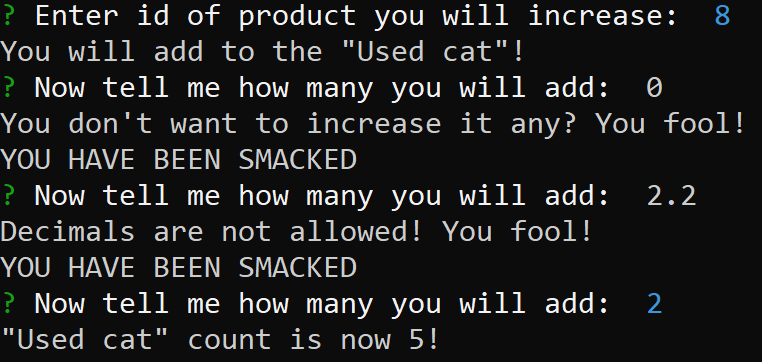 ? Enter id of product you will increase: 8
You will add to the "Used cat"!
? Now tell me how many you will add: 0
You don't want to increase it any? You fool!
YOU HAVE BEEN SMACKED
? Now tell me how many you will add: 2.2
Decimals are not allowed! You fool!
YOU HAVE BEEN SMACKED
? Now tell me how many you will add: 2
"Used cat" count is now 5!